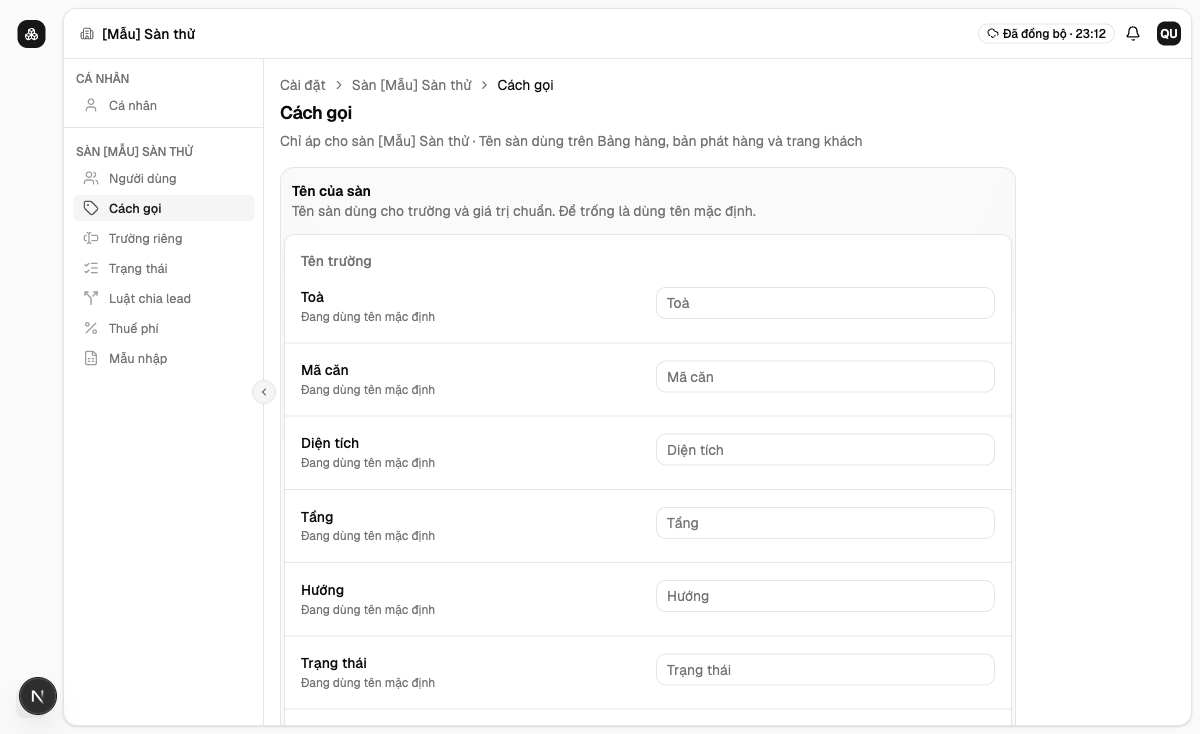 [Mẫu] Sàn thử
Đã đồng bộ · 23:12
QU
CÁ NHÂN
Cá nhân
SÀN [MẪU] SÀN THỬ
Người dùng
Cách gọi
Trường riêng
Trạng thái
Luật chia lead
Thuế phí
Mẫu nhập
N
Cài đặt > Sàn [Mẫu] Sàn thử > Cách gọi
Cách gọi
Chỉ áp cho sàn [Mẫu] Sàn thử · Tên sàn dùng trên Bảng hàng, bản phát hàng và trang khách
Tên của sàn
Tên sàn dùng cho trường và giá trị chuẩn. Để trống là dùng tên mặc định.
Tên trường
Toà
Đang dùng tên mặc định
Toà
Mã căn
Đang dùng tên mặc định
Mã căn
Diện tích
Đang dùng tên mặc định
Diện tích
Tầng
Đang dùng tên mặc định
Tầng
Hướng
Đang dùng tên mặc định
Hướng
Trạng thái
Đang dùng tên mặc định
Trạng thái